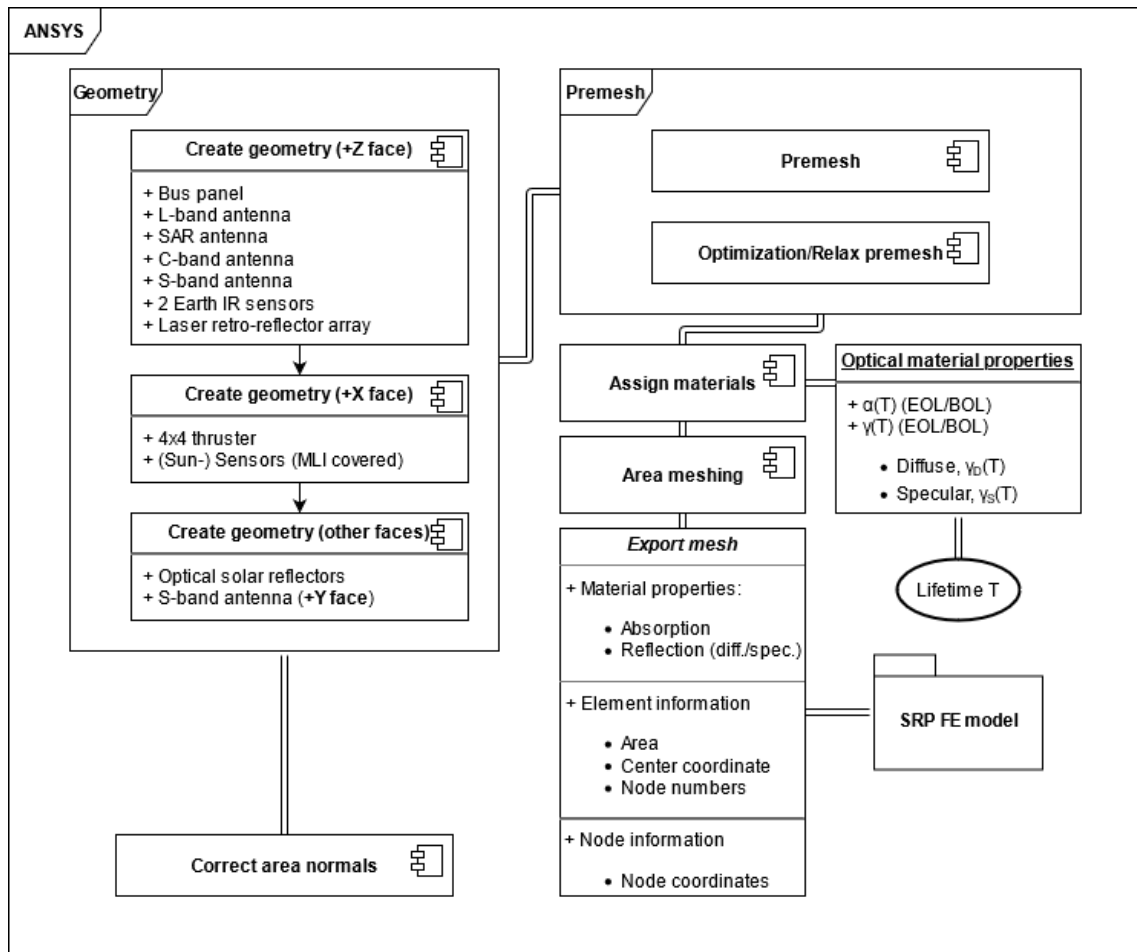 ANSYS
Geometry
Create geometry (+Z face)
+ Bus panel
+ L-band antenna
+ SAR antenna
+ C-band antenna
+ S-band antenna
+ 2 Earth IR sensors
+ Laser retro-reflector array
Create geometry (+X face)
+ 4x4 thruster
+ (Sun-) Sensors (MLI covered)
Create geometry (other faces)
+ Optical solar reflectors
+ S-band antenna (+Y face)
Correct area normals
Premesh
Premesh
Optimization/Relax premesh
Assign materials
Area meshing
Export mesh
+ Material properties:
• Absorption
• Reflection (diff./spec.)
+ Element information
• Area
• Center coordinate
• Node numbers
+ Node information
• Node coordinates
Optical material properties
+ α(T) (EOL/BOL)
+ γ(T) (EOL/BOL)
• Diffuse, γD(T)
• Specular, γS(T)
Lifetime T
SRP FE model